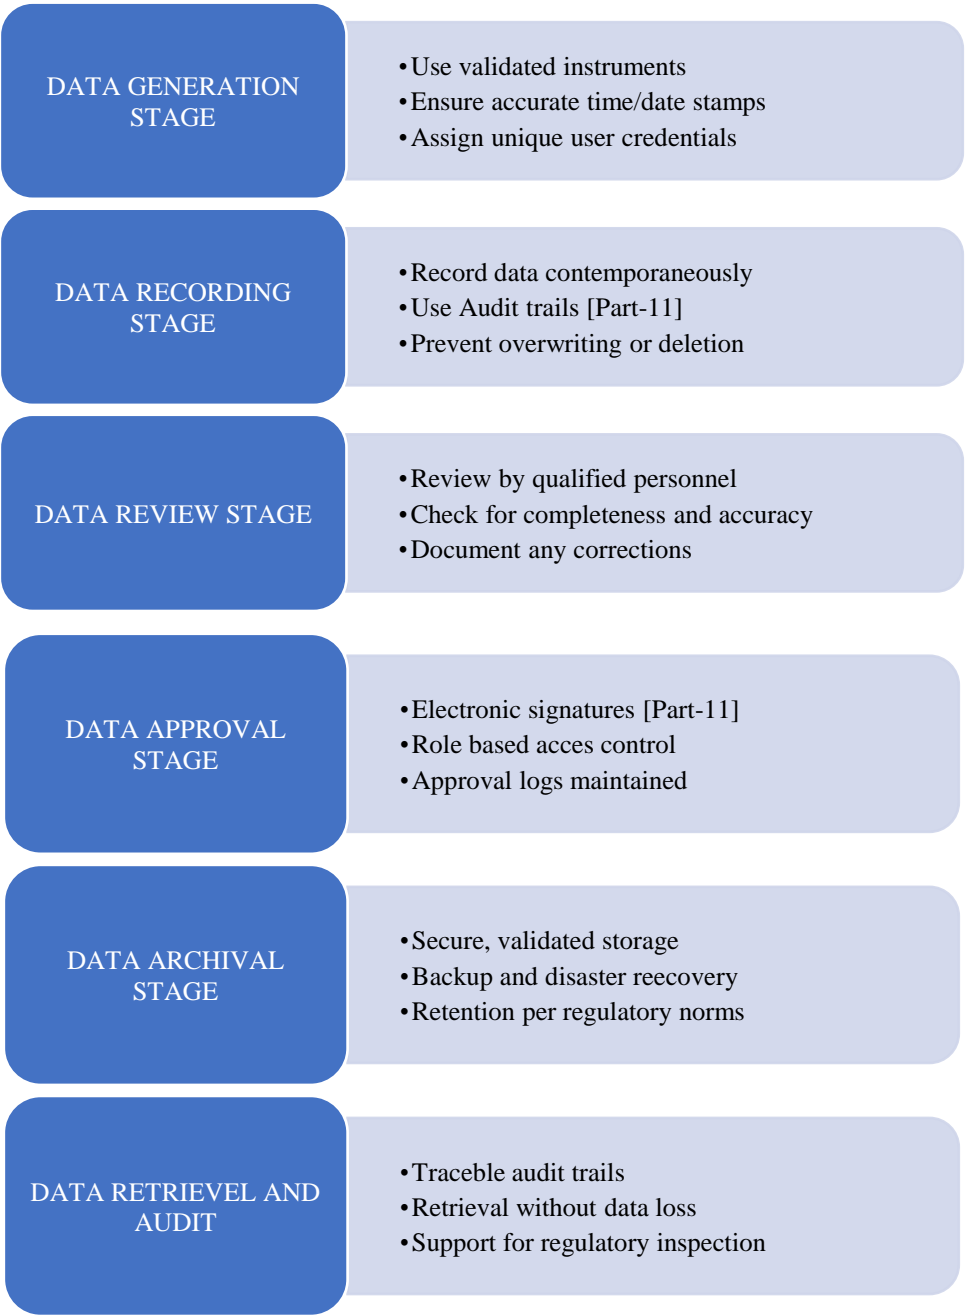 DATA GENERATION
STAGE
•Use validated instruments
•Ensure accurate time/date stamps
•Assign unique user credentials
DATA RECORDING
STAGE
•Record data contemporaneously
•Use Audit trails [Part-11]
•Prevent overwriting or deletion
DATA REVIEW STAGE
•Review by qualified personnel
•Check for completeness and accuracy
•Document any corrections
DATA APPROVAL
STAGE
•Electronic signatures [Part-11]
•Role based acces control
•Approval logs maintained
DATA ARCHIVAL
STAGE
•Secure, validated storage
•Backup and disaster reecovery
•Retention per regulatory norms
DATA RETRIEVEL AND
AUDIT
•Traceble audit trails
•Retrieval without data loss
•Support for regulatory inspection